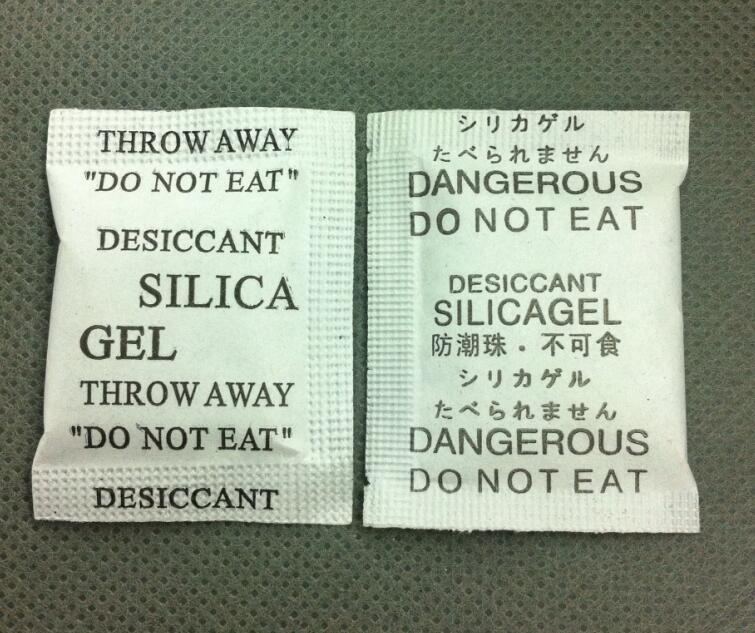 THROW AWAY
"DO NOT EAT"
DESICCANT
SILICA
GEL
THROW AWAY
"DO NOT EAT"
DESICCANT
シリカゲル
たべられません
DANGEROUS
DO NOT EAT
DESICCANT
SILICAGEL
防潮珠·不可食
シリカゲル
たべられません
DANGEROUS
DO NOT EAT